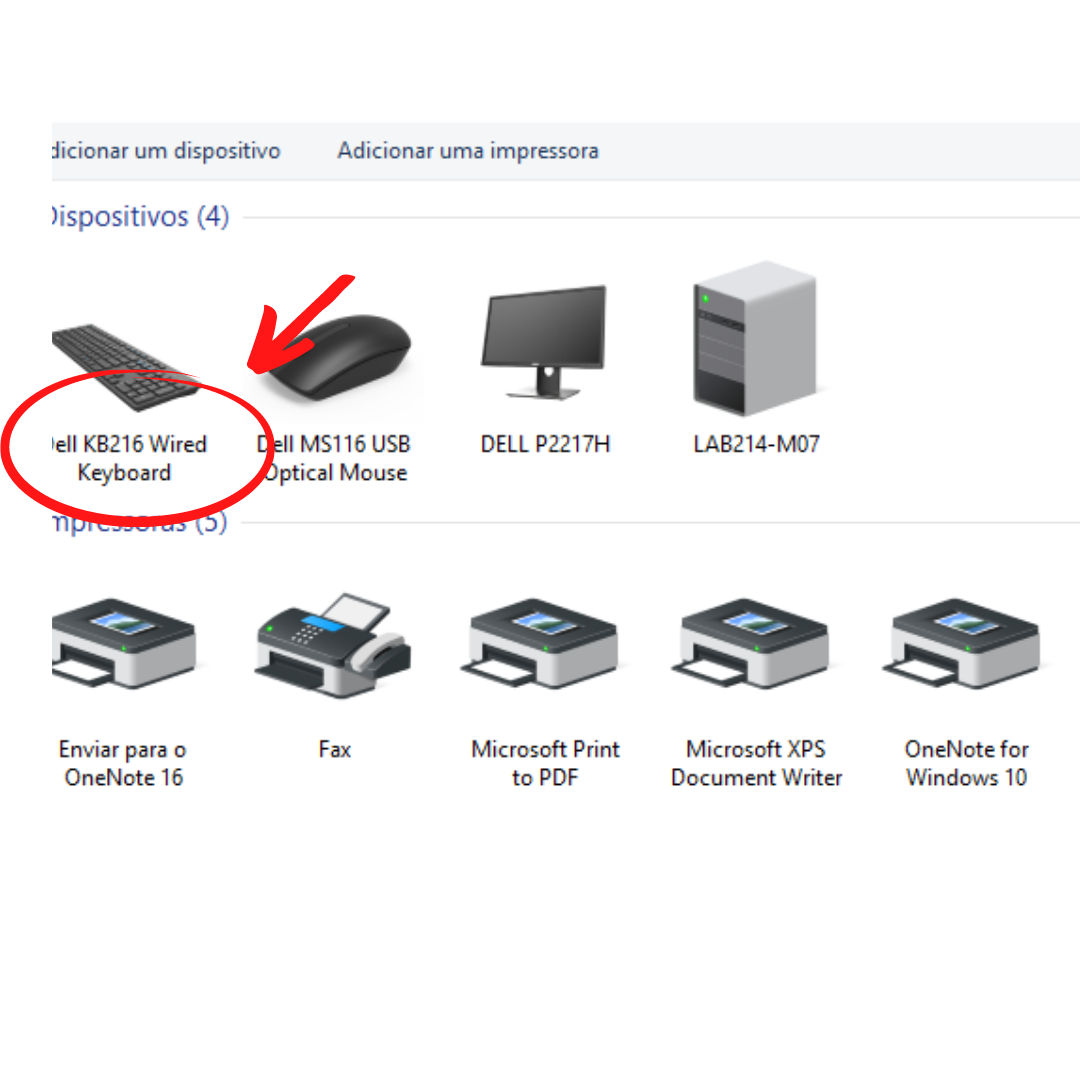 dicionar um dispositivo Adicionar uma impressora
Dispositivos (4)
Dell KB216 Wired
Keyboard
Dell MS116 USB
Optical Mouse
DELL P2217H
LAB214-M07
mpressoras (5)
Enviar para o
OneNote 16
Fax
Microsoft Print
to PDF
Microsoft XPS
Document Writer
OneNote for
Windows 10